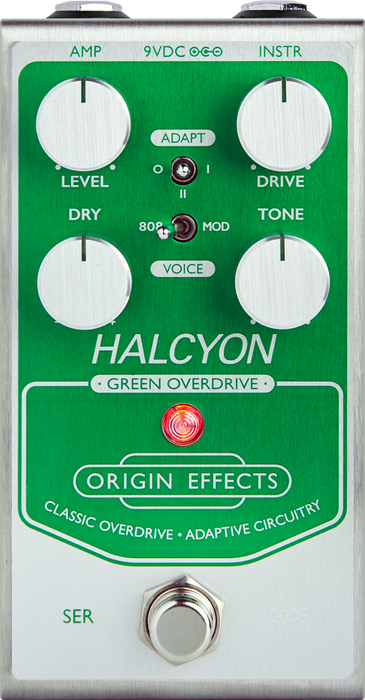 AMP 9VDC INSTR
ADAPT
O I
LEVEL II DRIVE
DRY TONE
808 MOD
VOICE
HALCYON
· GREEN OVERDRIVE ·
ORIGIN EFFECTS
CLASSIC OVERDRIVE • ADAPTIVE CIRCUITRY
SER